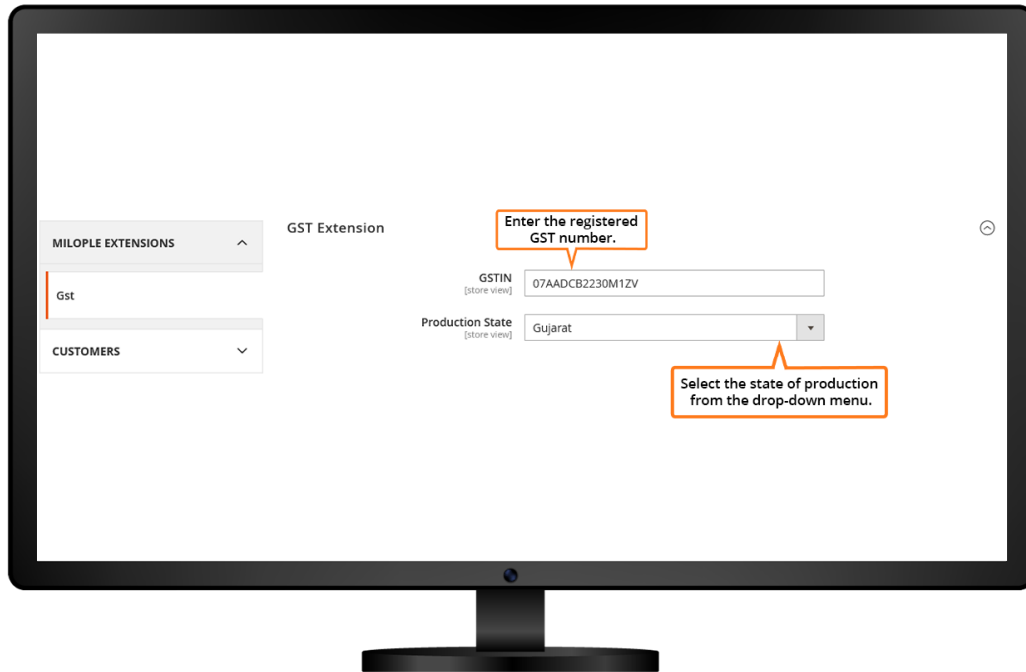 MILOPLE EXTENSIONS
Gst
CUSTOMERS
GST Extension
Enter the registered
GST number.
GSTIN
[store view]
07AADCB2230M1ZV
Production State
[store view]
Gujarat
Select the state of production
from the drop-down menu.